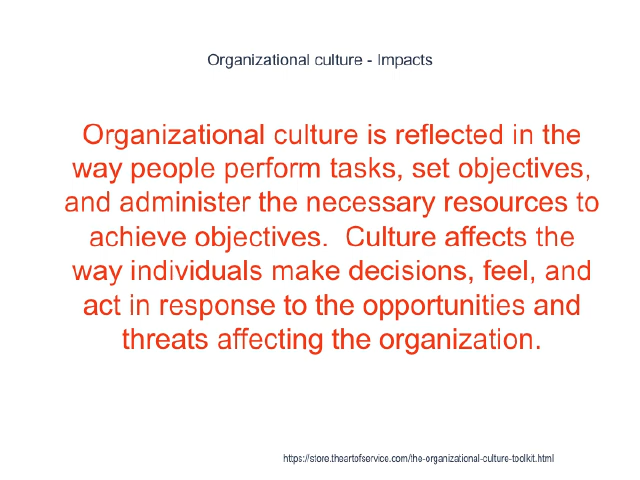 Organizational culture - Impacts
Organizational culture is reflected in the
way people perform tasks, set objectives,
and administer the necessary resources to
achieve objectives.  Culture affects the
way individuals make decisions, feel, and
act in response to the opportunities and
threats affecting the organization.
https://store.theartofservice.com/the-organizational-culture-toolkit.html